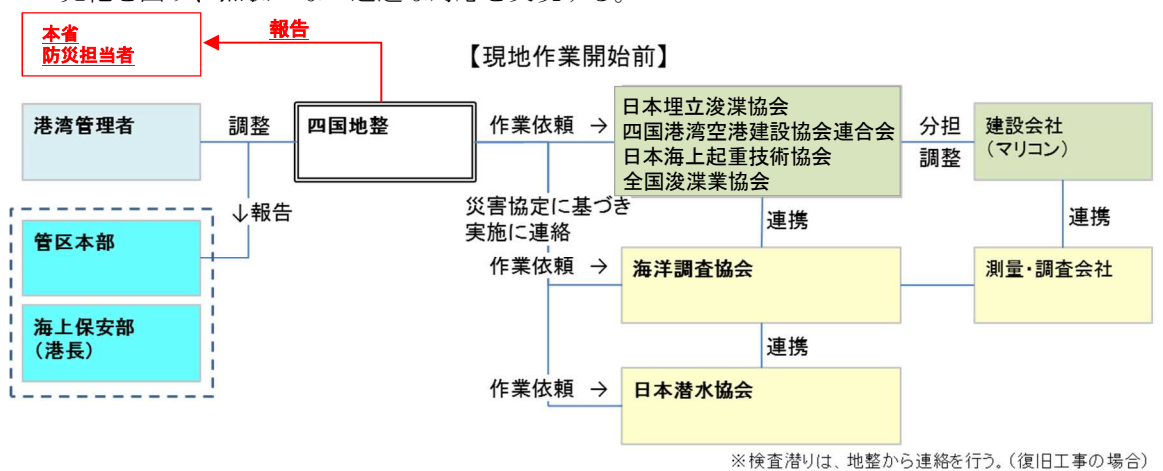 本省
防災担当者
報告
【現地作業開始前】
港湾管理者
調整
四国地整
作業依頼 →
日本埋立浚渫協会
四国港湾空港建設協会連合会
日本海上起重技術協会
全国浚渫業協会
分担
調整
建設会社
(マリコン)
↓報告
災害協定に基づき
実施に連絡
連携
連携
管区本部
作業依頼 →
海洋調査協会
測量・調査会社
海上保安部
(港長)
連携
作業依頼 →
日本潜水協会
※検査潜りは、地整から連絡を行う。(復旧工事の場合)